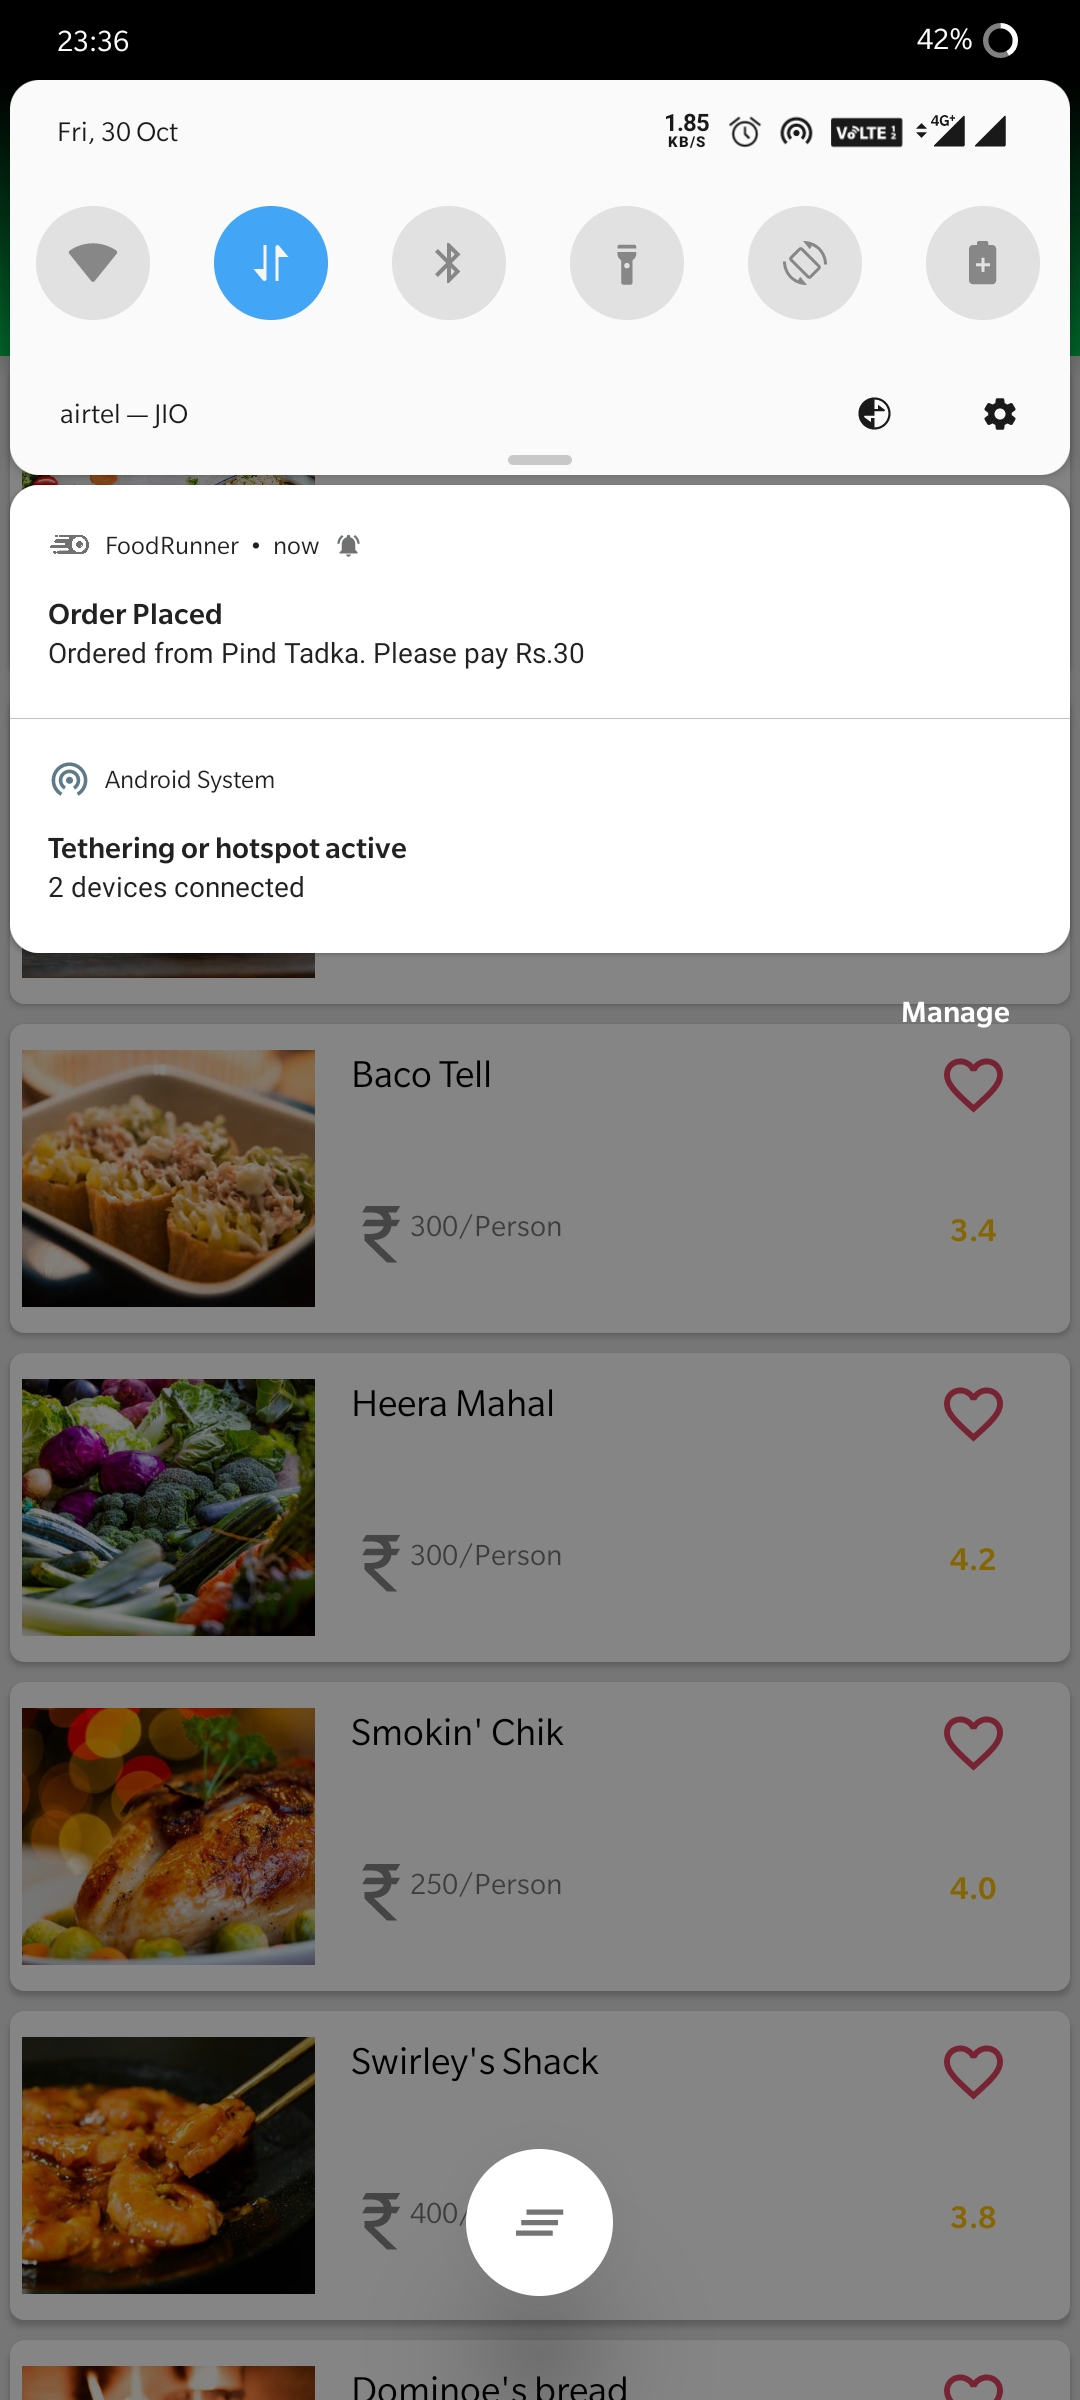 23:36
42%
Fri, 30 Oct
1.85
KB/S
VoLTE 1 2
4G+
airtel — JIO
FoodRunner • now
Order Placed
Ordered from Pind Tadka. Please pay Rs.30
Android System
Tethering or hotspot active
2 devices connected
Manage
Baco Tell
₹ 300/Person
3.4
Heera Mahal
₹ 300/Person
4.2
Smokin' Chik
₹ 250/Person
4.0
Swirley's Shack
₹ 400/
3.8
Dominoe's bread